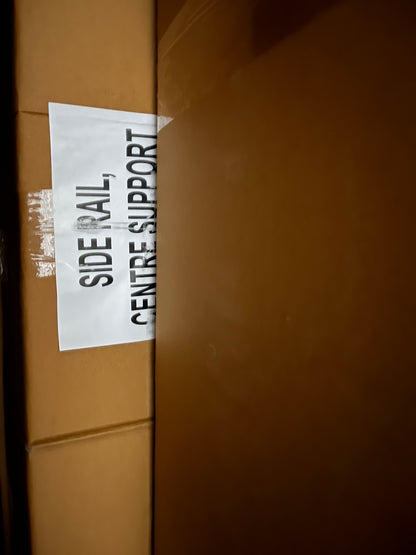 SIDE RAIL,
CENTRE SUPPORT